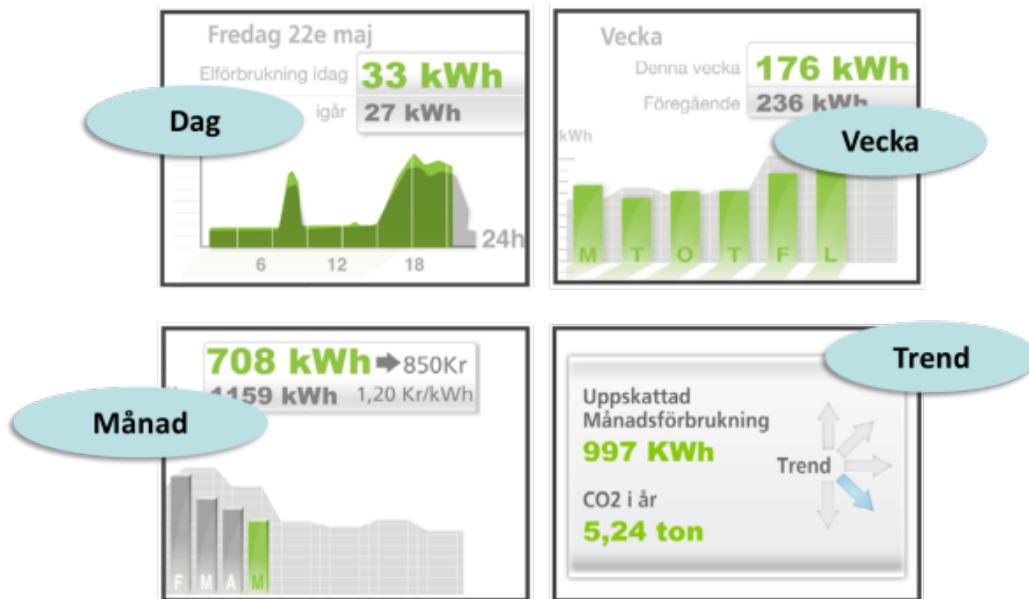 Fredag 22e maj
Elförbrukning idag 33 kWh
igår 27 kWh
Dag
24h
6 12 18
Vecka
Denna vecka 176 kWh
Föregående 236 kWh
Vecka
kWh
M T O T F L
708 kWh 850Kr
1159 kWh 1,20 Kr/kWh
Månad
F M A M
Trend
Uppskattad
Månadsförbrukning
997 KWh
Trend
CO2 i år
5,24 ton